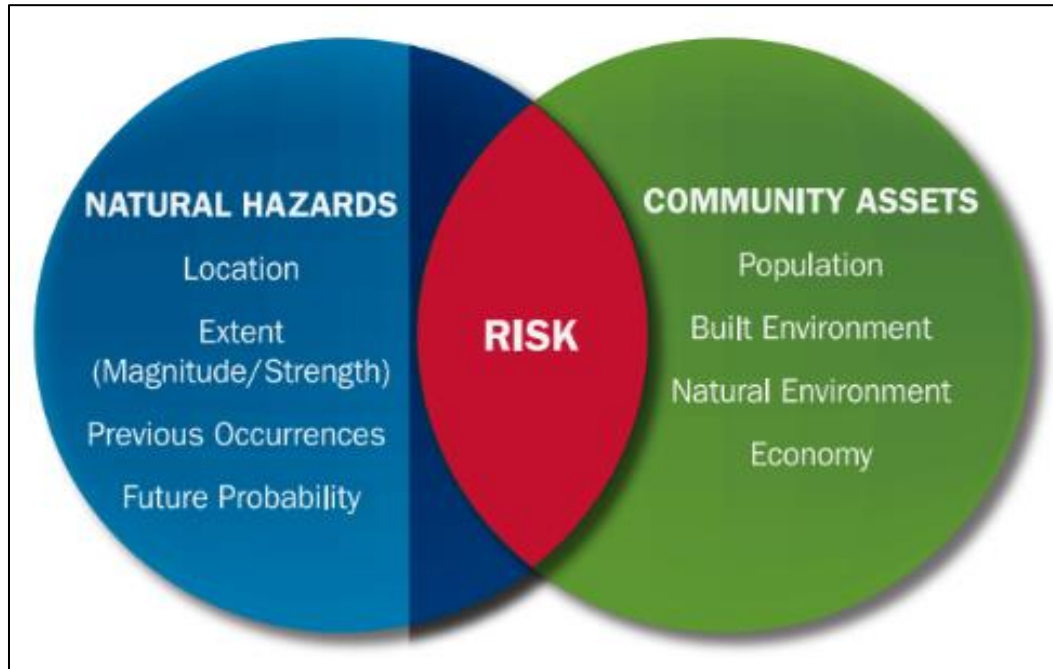 NATURAL HAZARDS
Location
Extent
(Magnitude/Strength)
Previous Occurrences
Future Probability
RISK
COMMUNITY ASSETS
Population
Built Environment
Natural Environment
Economy